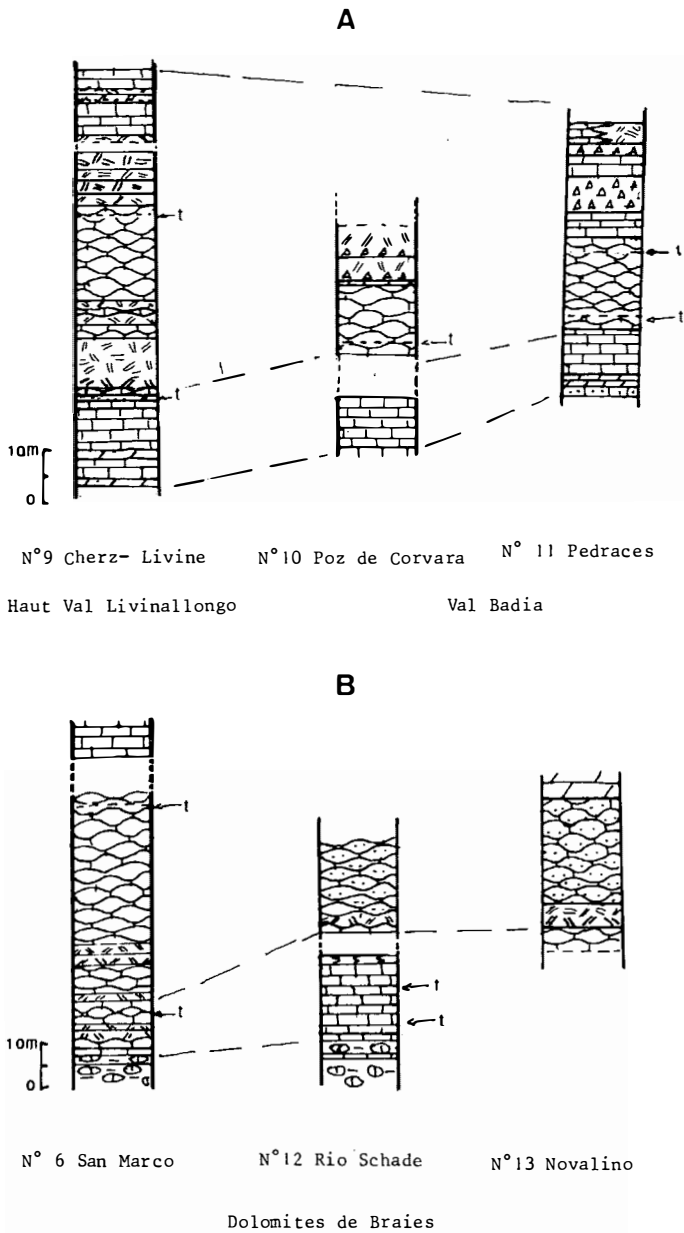 A
t
t
t
t
t
10m
0
N°9 Cherz- Livine N°10 Poz de Corvara N° 11 Pedraces
Haut Val Livinallongo Val Badia
B
t
t
t
t
10m
0
N° 6 San Marco N°12 Rio Schade N°13 Novalino
Dolomites de Braies